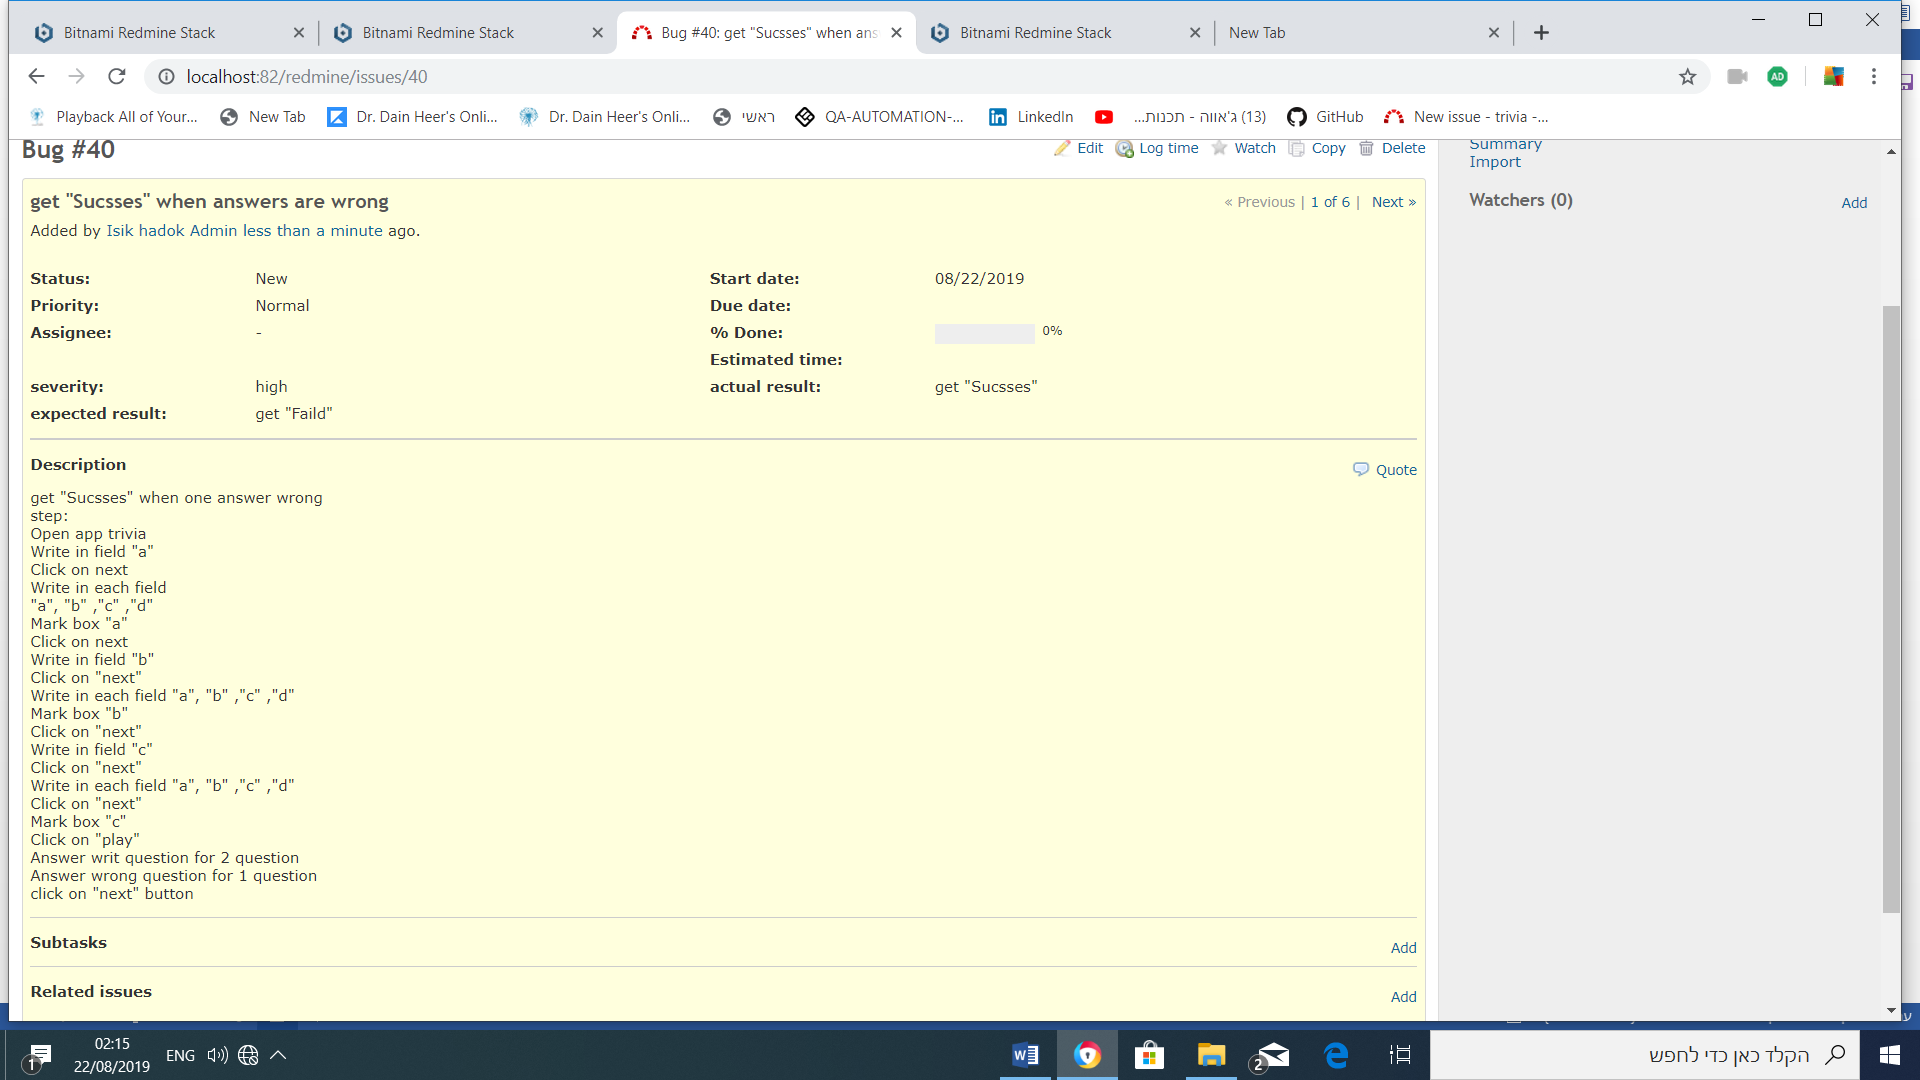 Bitnami Redmine Stack
Bitnami Redmine Stack
Bug #40: get "Sucsses" when ans
Bitnami Redmine Stack
New Tab
localhost:82/redmine/issues/40
Playback All of Your...
New Tab
Dr. Dain Heer's Onli...
Dr. Dain Heer's Onli...
ראשי
QA-AUTOMATION-...
LinkedIn
(13) ג'אווה - תכנות...
GitHub
New issue - trivia -...
Bug #40
Edit Log time Watch Copy Delete
Summary
Import
Watchers (0) Add
get "Sucsses" when answers are wrong
« Previous | 1 of 6 | Next »
Added by Isik hadok Admin less than a minute ago.
Status: New Start date: 08/22/2019
Priority: Normal Due date:
Assignee: - % Done: 0%
Estimated time:
severity: high actual result: get "Sucsses"
expected result: get "Faild"
Description
Quote
get "Sucsses" when one answer wrong
step:
Open app trivia
Write in field "a"
Click on next
Write in each field
"a", "b" ,"c" ,"d"
Mark box "a"
Click on next
Write in field "b"
Click on "next"
Write in each field "a", "b" ,"c" ,"d"
Mark box "b"
Click on "next"
Write in field "c"
Click on "next"
Write in each field "a", "b" ,"c" ,"d"
Click on "next"
Mark box "c"
Click on "play"
Answer writ question for 2 question
Answer wrong question for 1 question
click on "next" button
Subtasks Add
Related issues Add
1
02:15
22/08/2019
ENG
2
הקלד כאן כדי לחפש